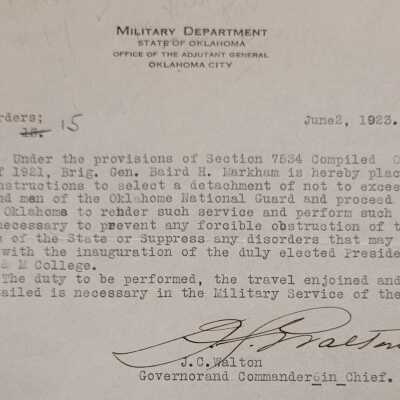 MILITARY DEPARTMENT
STATE OF OKLAHOMA
OFFICE OF THE ADJUTANT GENERAL
OKLAHOMA CITY
rders; June2, 1923.
18. 15
Under the provisions of Section 7534 Compiled O
f 1921, Brig. Gen. Baird H. Markham is hereby plac
nstructions to select a detachment of not to excee
nd men of the Oklahome National Guard and proceed
Oklahoma to render such service and perform such
necessary to prevent any forcible obstruction of t
s of the State or Suppress any disorders that may
with the inauguration of the duly elected Preside
& M College.
The duty to be performed, the travel enjoined and
ailed is necessary in the Military Service of the
J.C. Walton
J.C.Walton
Governorand Commander in Chief.